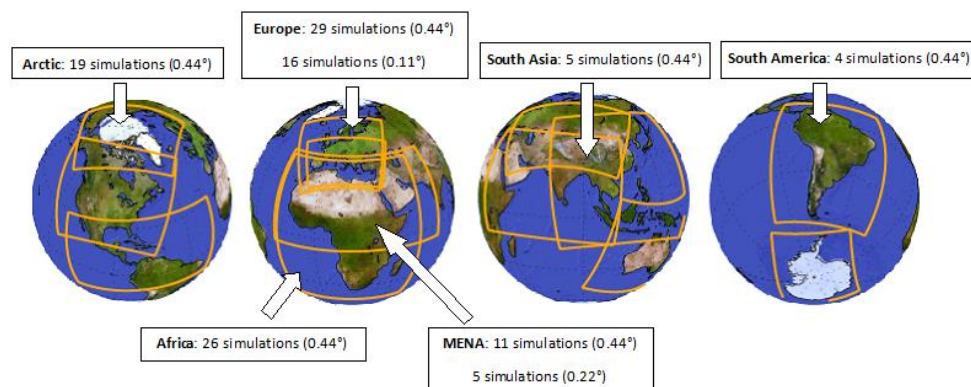 Arctic: 19 simulations (0.44°)
Europe: 29 simulations (0.44°)
16 simulations (0.11°)
South Asia: 5 simulations (0.44°)
South America: 4 simulations (0.44°)
Africa: 26 simulations (0.44°)
MENA: 11 simulations (0.44°)
5 simulations (0.22°)